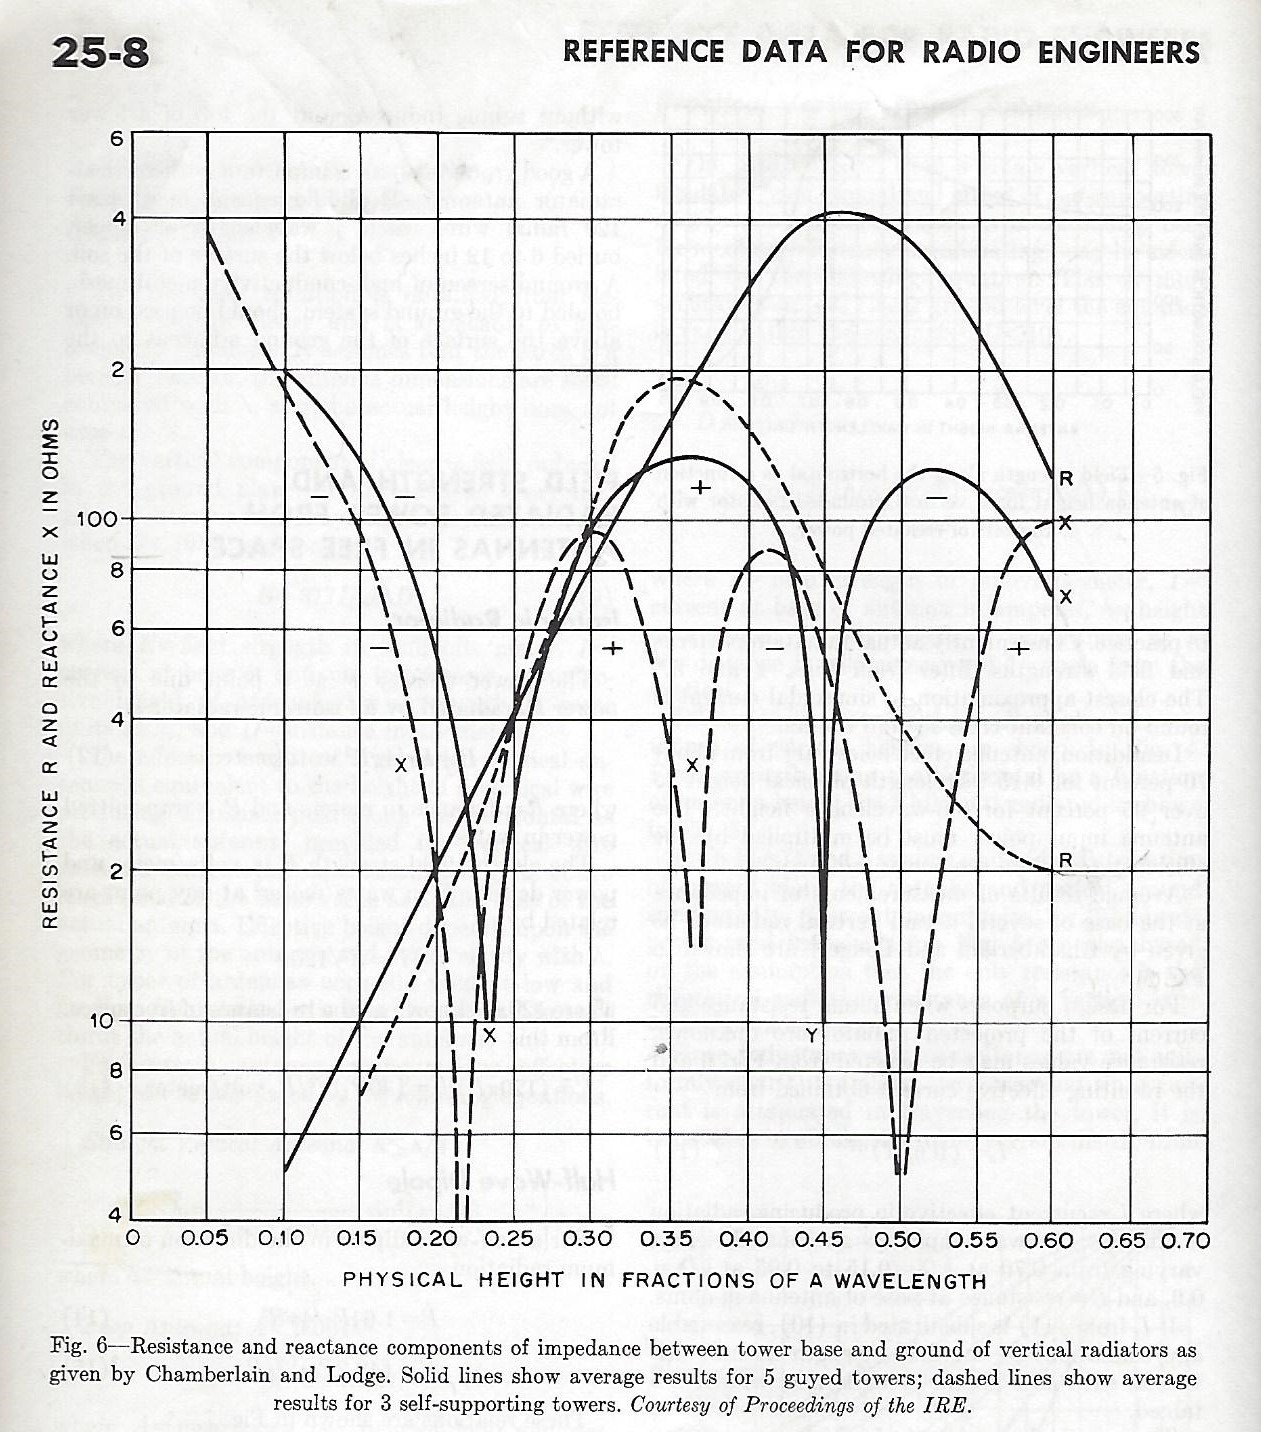 25-8
REFERENCE DATA FOR RADIO ENGINEERS
6
4
2
100
8
6
4
2
10
8
6
4
RESISTANCE R AND REACTANCE X IN OHMS
R
X
X
R
+
−
−
−
−
+
−
+
X
X
X
Y
0 0.05 0.10 0.15 0.20 0.25 0.30 0.35 0.40 0.45 0.50 0.55 0.60 0.65 0.70
PHYSICAL HEIGHT IN FRACTIONS OF A WAVELENGTH
Fig. 6—Resistance and reactance components of impedance between tower base and ground of vertical radiators as
given by Chamberlain and Lodge. Solid lines show average results for 5 guyed towers; dashed lines show average
results for 3 self-supporting towers. Courtesy of Proceedings of the IRE.